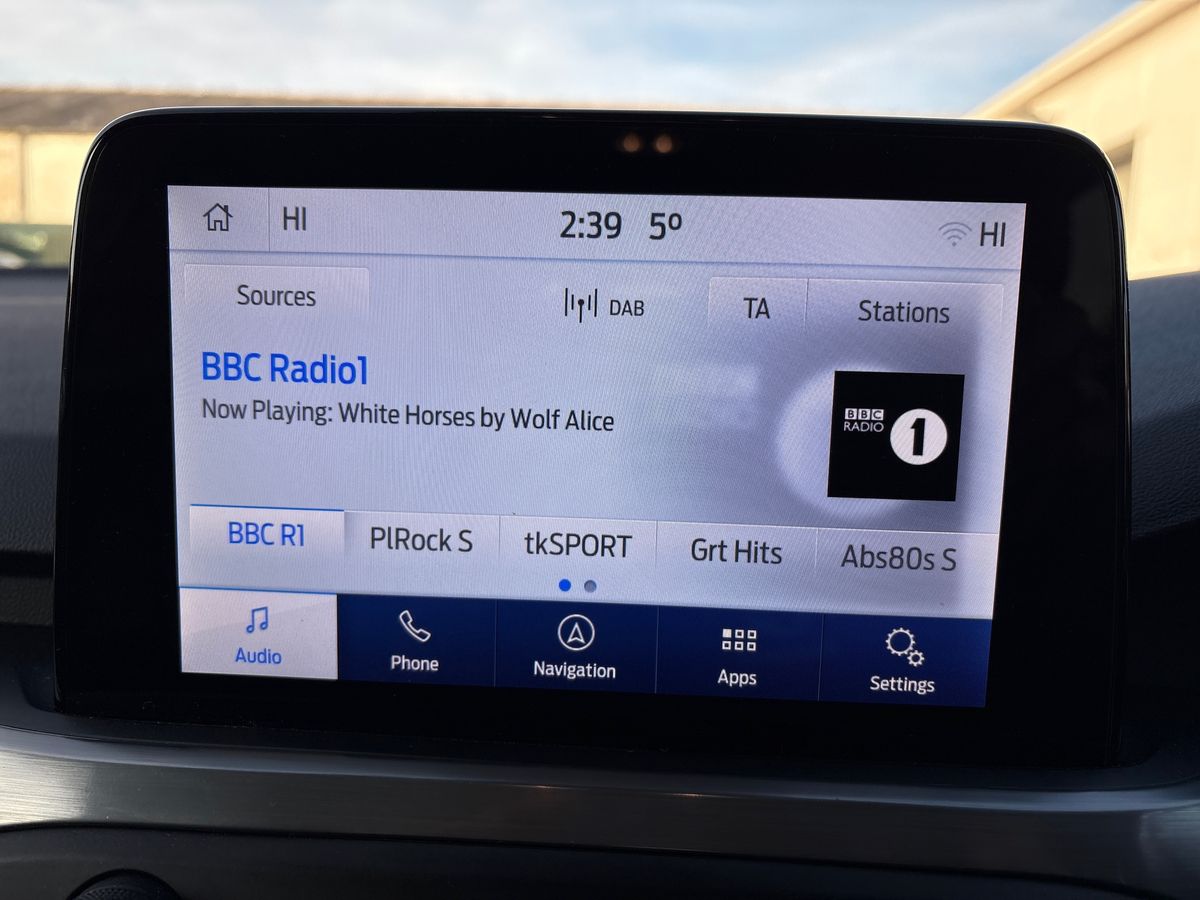 HI 2:39 5º HI
Sources DAB TA Stations
BBC Radio1
Now Playing: White Horses by Wolf Alice
BBC
RADIO 1
BBC R1 PlRock S tkSPORT Grt Hits Abs80s S
Audio Phone Navigation Apps Settings